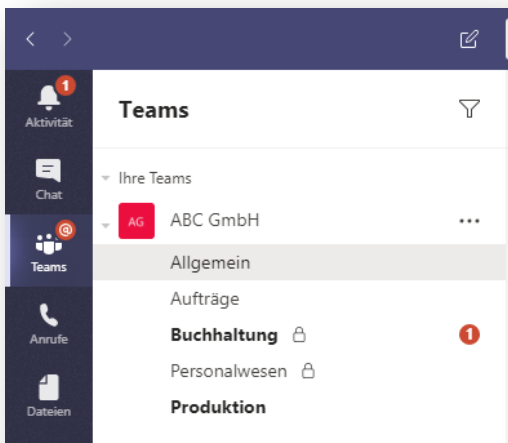 1
Aktivität
Chat
@
Teams
Anrufe
Dateien
Teams
Ihre Teams
AG ABC GmbH
Allgemein
Aufträge
Buchhaltung 1
Personalwesen
Produktion